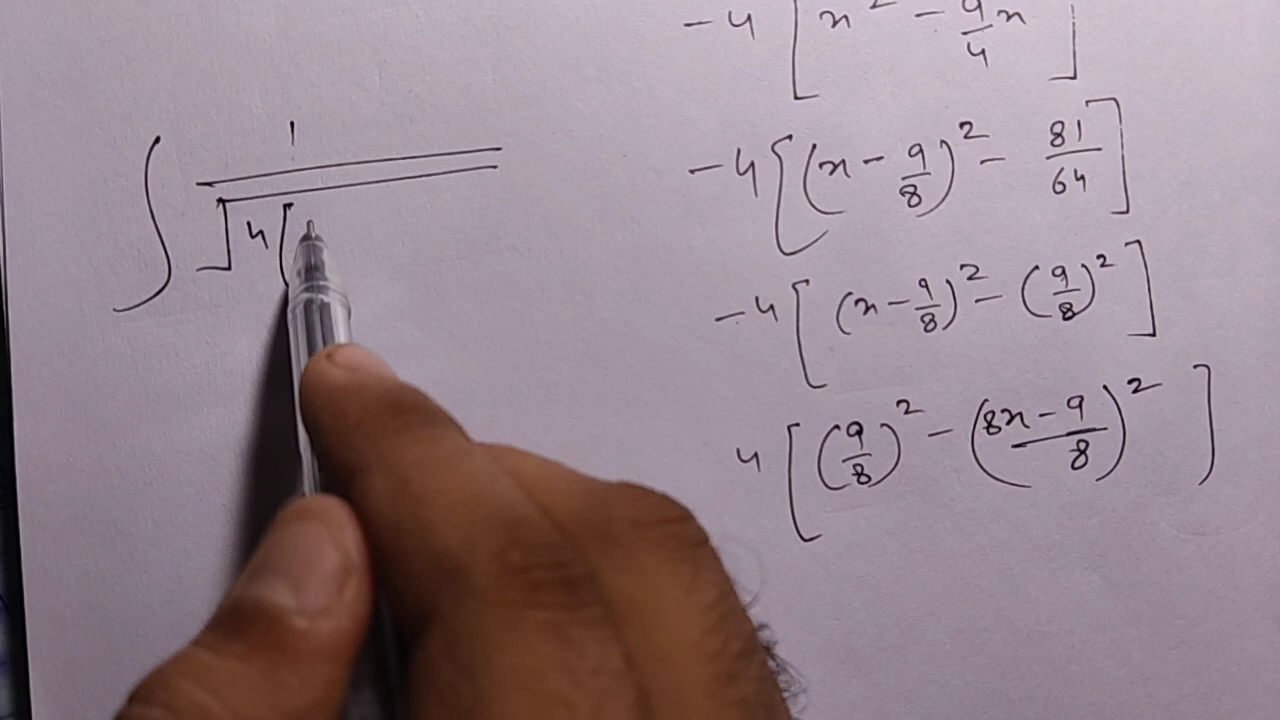 -4 [x² - 9/4 x]
-4 [(x - 9/8)² - 81/64]
-4 [(x - 9/8)² - (9/8)²]
4 [(9/8)² - ((8x - 9)/8)²]
∫ 1/√4[